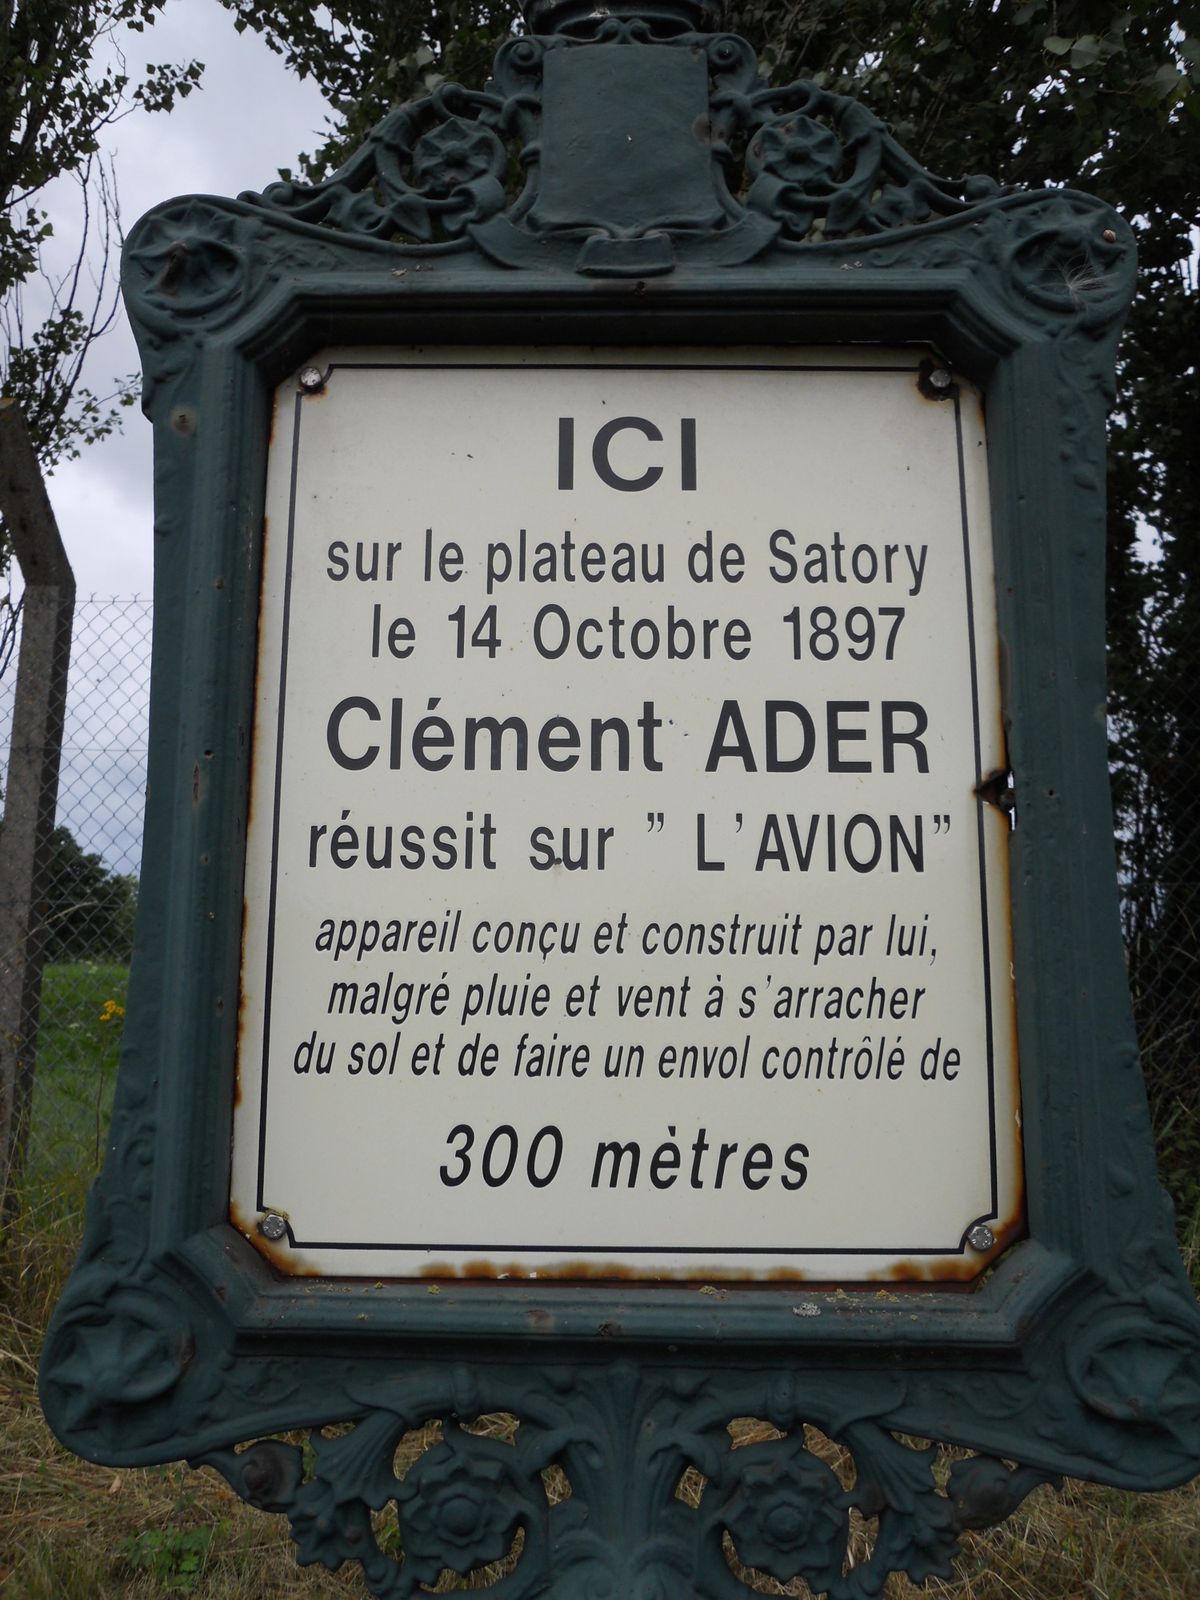 ICI
sur le plateau de Satory
le 14 Octobre 1897
Clément ADER
réussit sur ” L’AVION”
appareil conçu et construit par lui,
malgré pluie et vent à s’arracher
du sol et de faire un envol contrôlé de
300 mètres